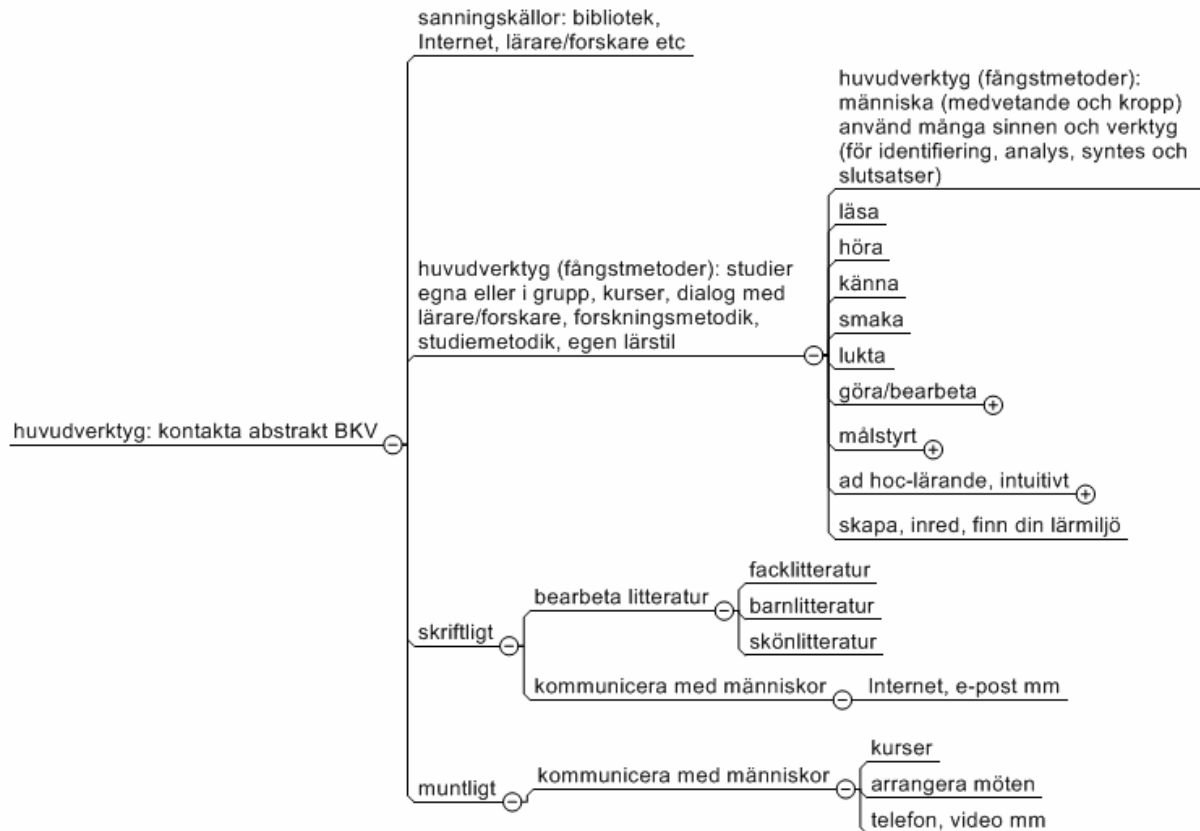 sanningskällor: bibliotek,
Internet, lärare/forskare etc
huvudverktyg (fångstmetoder):
människa (medvetande och kropp)
använd många sinnen och verktyg
(för identifiering, analys, syntes och
slutsatser)
läsa
höra
huvudverktyg (fångstmetoder): studier
egna eller i grupp, kurser, dialog med
lärare/forskare, forskningsmetodik,
studiemetodik, egen lärstil
känna
smaka
lukta
göra/bearbeta
målstyrt
ad hoc-lärande, intuitivt
skapa, inred, finn din lärmiljö
huvudverktyg: kontakta abstrakt BKV
skriftligt
bearbeta litteratur
facklitteratur
barnlitteratur
skönlitteratur
kommunicera med människor
Internet, e-post mm
muntligt
kommunicera med människor
kurser
arrangera möten
telefon, video mm